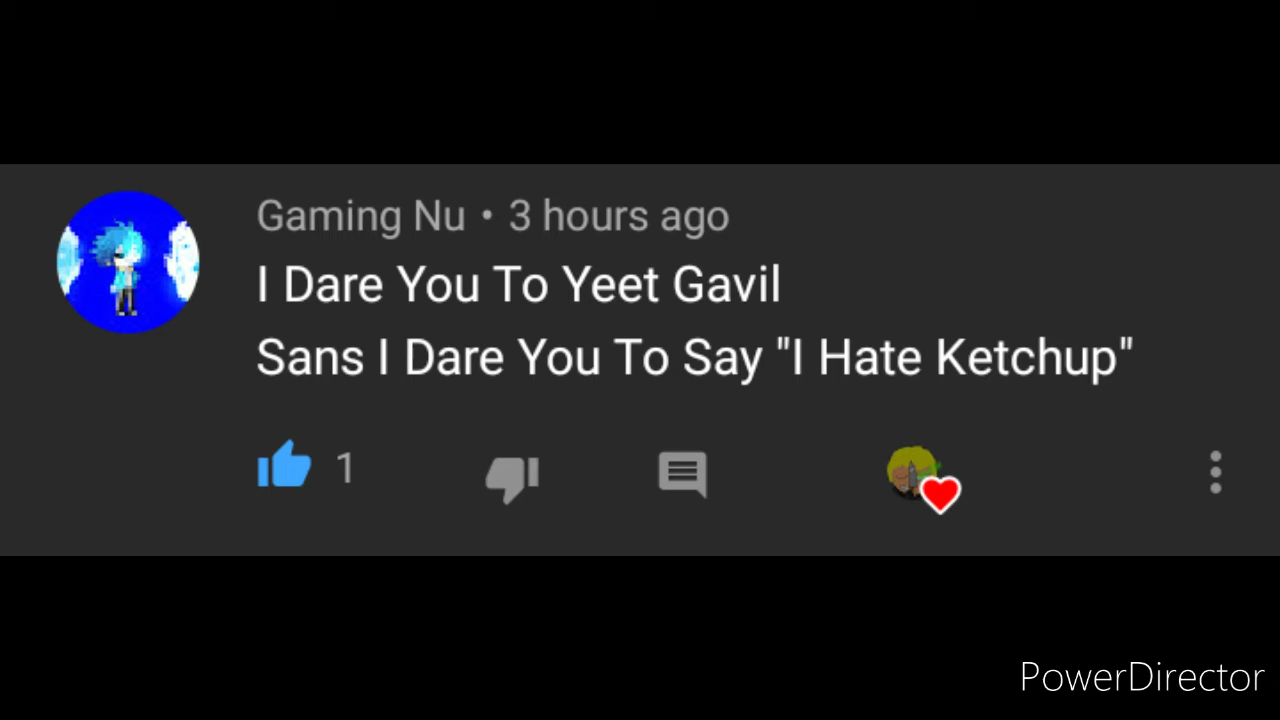 Gaming Nu • 3 hours ago
I Dare You To Yeet Gavil
Sans I Dare You To Say "I Hate Ketchup"
1
PowerDirector